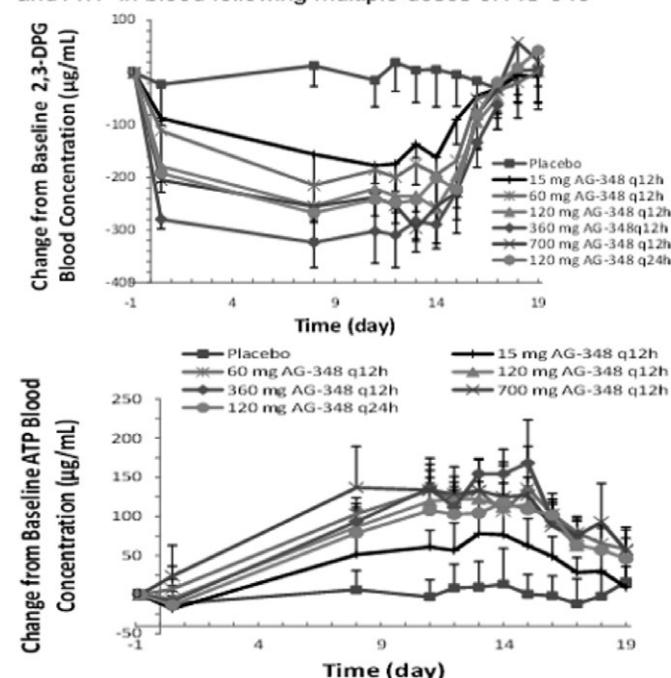 100
-100
-200
-300
-409
-1
4
9
14
19
Change from Baseline 2,3-DPG
Blood Concentration (µg/mL)
Time (day)
Placebo
15 mg AG-348 q12h
60 mg AG-348 q12h
120 mg AG-348 q12h
360 mg AG-348q12h
700 mg AG-348 q12h
120 mg AG-348 q24h
Placebo
15 mg AG-348 q12h
60 mg AG-348 q12h
120 mg AG-348 q12h
360 mg AG-348 q12h
700 mg AG-348 q12h
120 mg AG-348 q24h
250
200
150
100
50
-50
-1
4
9
14
19
Change from Baseline ATP Blood
Concentration (µg/mL)
Time (day)